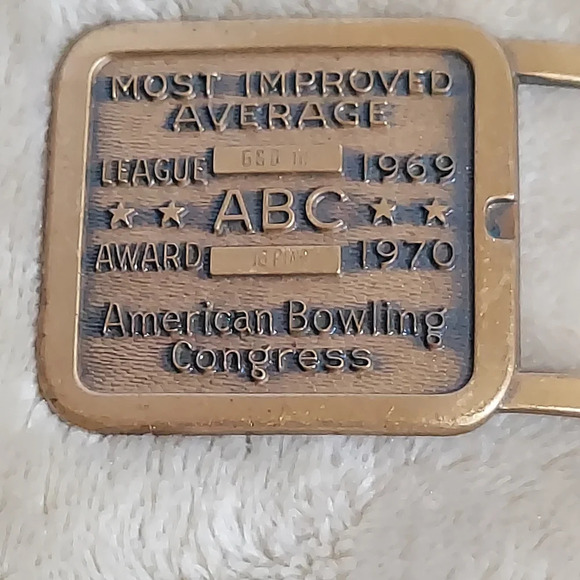 MOST IMPROVED
AVERAGE
LEAGUE G&D 1969
★ ★ ABC ★ ★
AWARD 1970
American Bowling
Congress